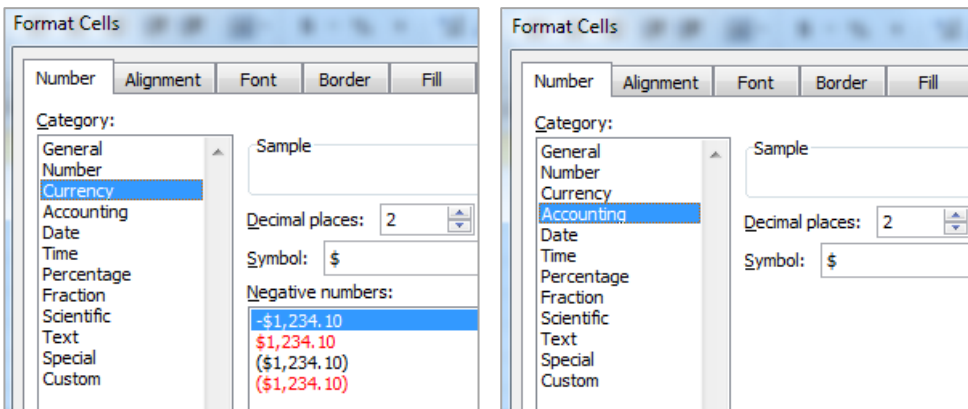 Format Cells
Number Alignment Font Border Fill
Category:
General
Number
Currency
Accounting
Date
Time
Percentage
Fraction
Scientific
Text
Special
Custom
Sample
Decimal places: 2
Symbol: $
Negative numbers:
-$1,234.10
$1,234.10
($1,234.10)
($1,234.10)
Format Cells
Number Alignment Font Border Fill
Category:
General
Number
Currency
Accounting
Date
Time
Percentage
Fraction
Scientific
Text
Special
Custom
Sample
Decimal places: 2
Symbol: $